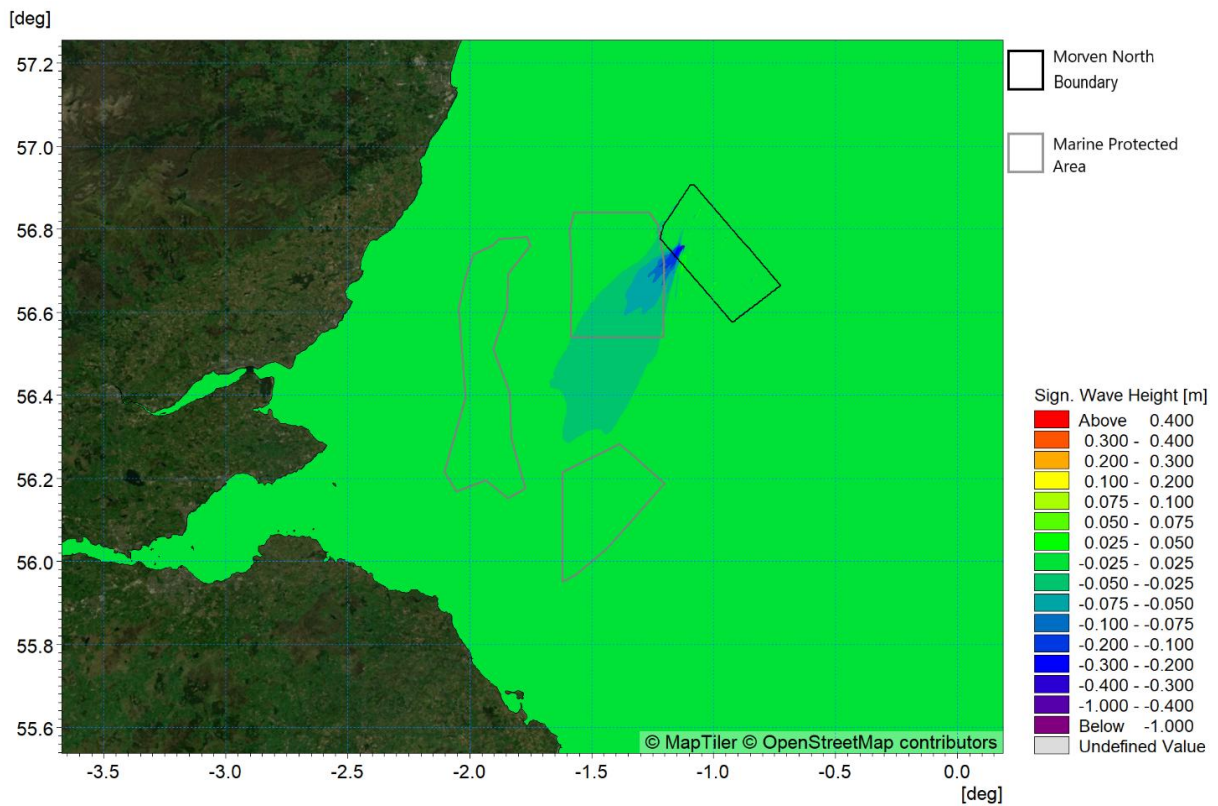 [deg]
57.2
57.0
56.8
56.6
56.4
56.2
56.0
55.8
55.6
-3.5 -3.0 -2.5 -2.0 -1.5 -1.0 -0.5 0.0
[deg]
© MapTiler © OpenStreetMap contributors
Morven North
Boundary
Marine Protected
Area
Sign. Wave Height [m]
Above 0.400
0.300 - 0.400
0.200 - 0.300
0.100 - 0.200
0.075 - 0.100
0.050 - 0.075
0.025 - 0.050
-0.025 - 0.025
-0.050 - -0.025
-0.075 - -0.050
-0.100 - -0.075
-0.200 - -0.100
-0.300 - -0.200
-0.400 - -0.300
-1.000 - -0.400
Below -1.000
Undefined Value